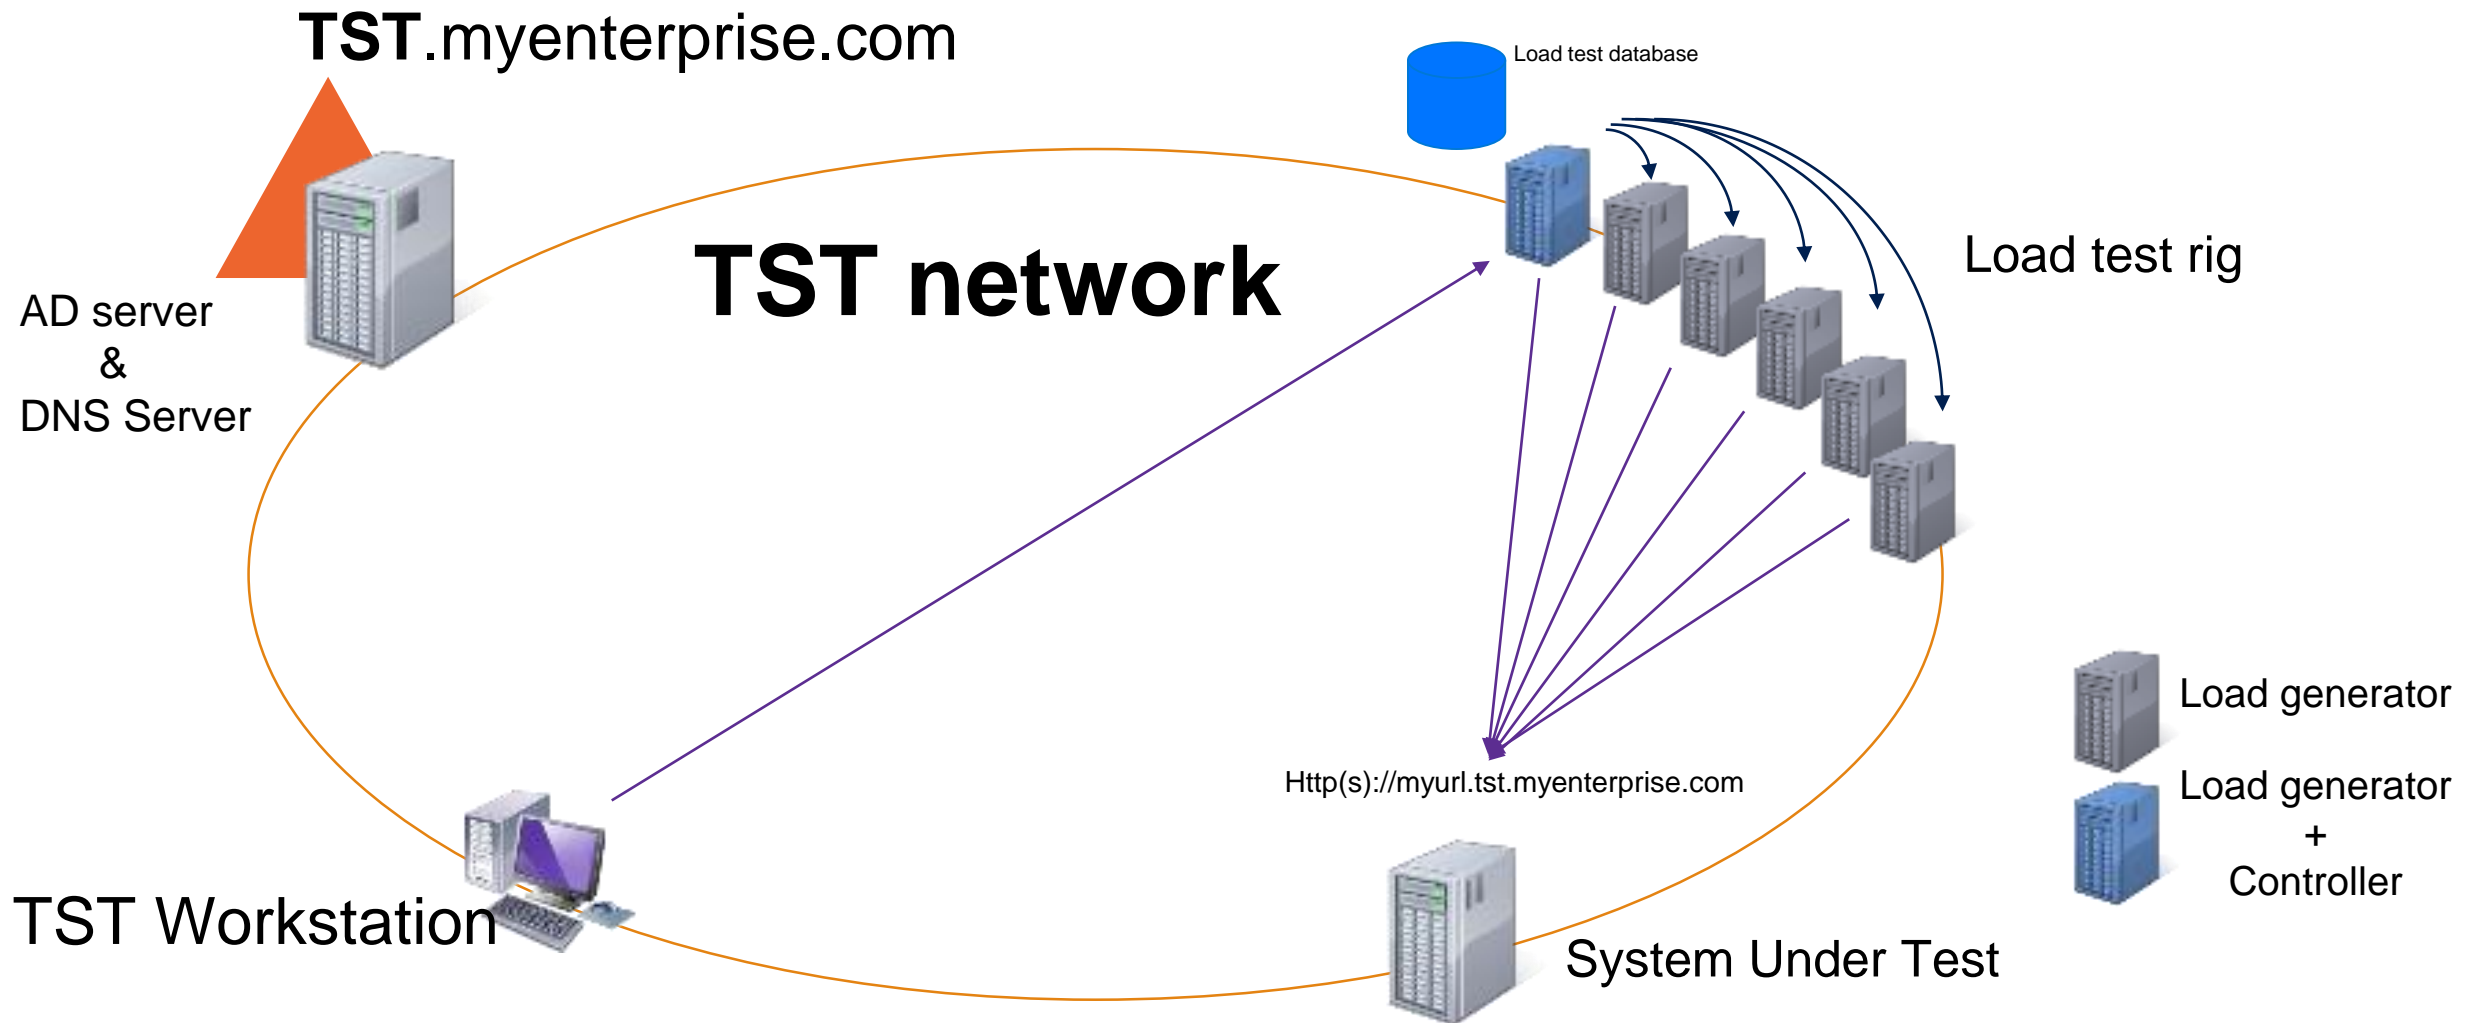 TST.myenterprise.com
Load test database
TST network
Load test rig
AD server
&
DNS Server
Load generator
Load generator
+
Controller
Http(s)://myurl.tst.myenterprise.com
TST Workstation
System Under Test